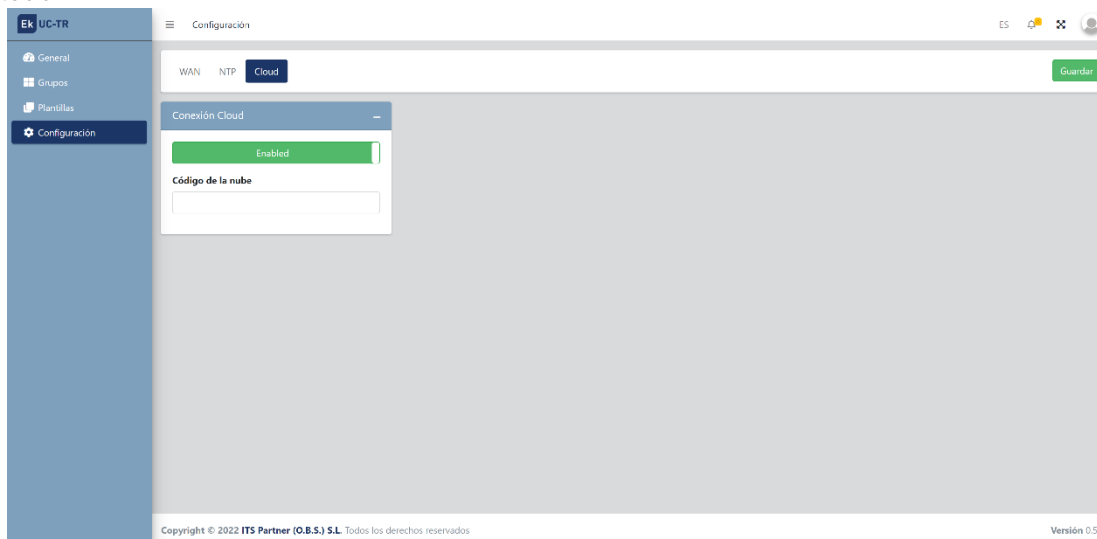 Ek UC-TR
Configuración
ES
General
Grupos
Plantillas
Configuración
WAN NTP Cloud
Guardar
Conexión Cloud
Enabled
Código de la nube
Copyright © 2022 ITS Partner (O.B.S.) S.L. Todos los derechos reservados
Versión 0.5